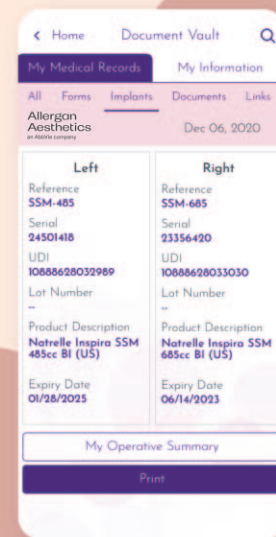 Home Document Vault
My Medical Records My Information
All Forms Implants Documents Links
Allergan
Aesthetics
an AbbVie company
Dec 06, 2020
Left
Reference
SSM-485
Serial
24501418
UDI
10888628032989
Lot Number
--
Product Description
Natrelle Inspira SSM
485cc BI (US)
Expiry Date
01/28/2025
Right
Reference
SSM-685
Serial
23356420
UDI
10888628033030
Lot Number
--
Product Description
Natrelle Inspira SSM
685cc BI (US)
Expiry Date
06/14/2023
My Operative Summary
Print